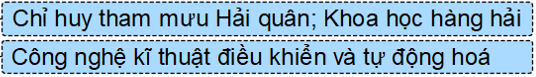 Chỉ huy tham mưu Hải quân; Khoa học hàng hải
Công nghệ kĩ thuật điều khiển và tự động hoá